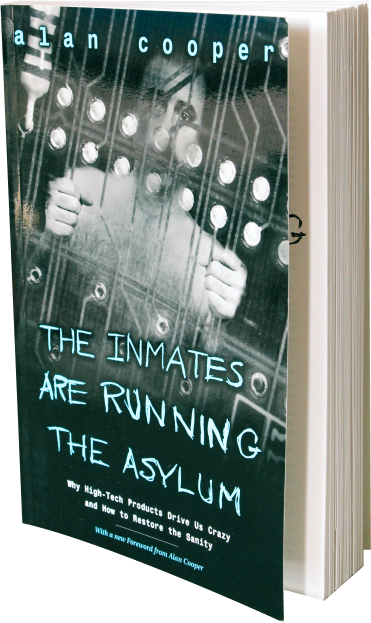 alan cooper
THE INMATES
ARE RUNNING
THE ASYLUM
Why High-Tech Products Drive Us Crazy
and How to Restore the Sanity
With a new Foreword from Alan Cooper